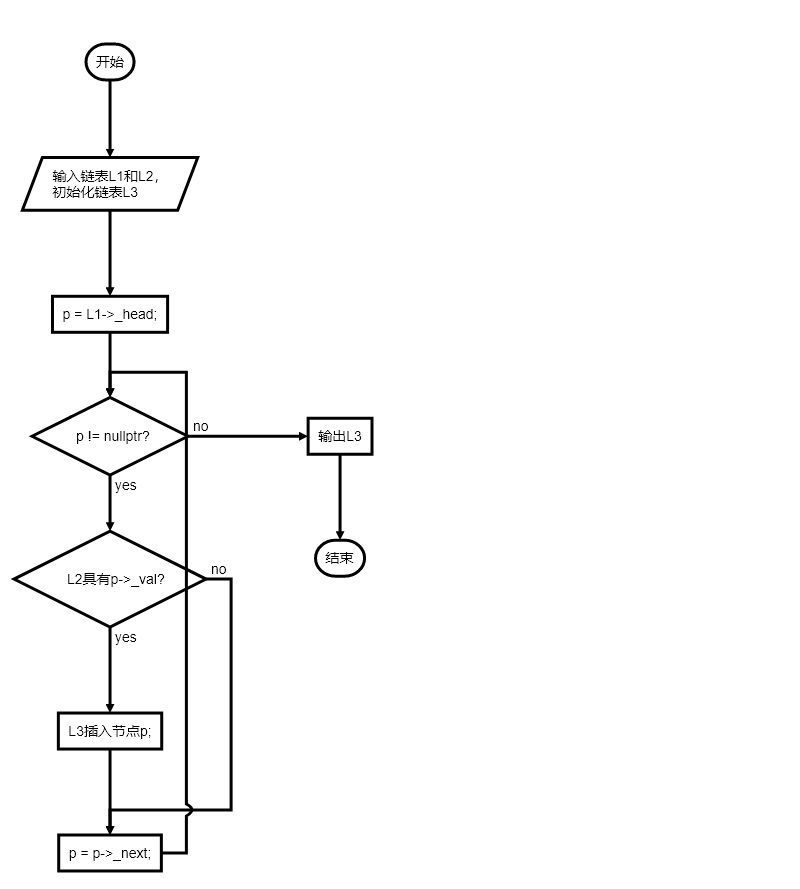 开始
输入链表L1和L2，
初始化链表L3
p = L1->_head;
p != nullptr?
no
输出L3
yes
结束
L2具有p->_val?
no
yes
L3插入节点p;
p = p->_next;